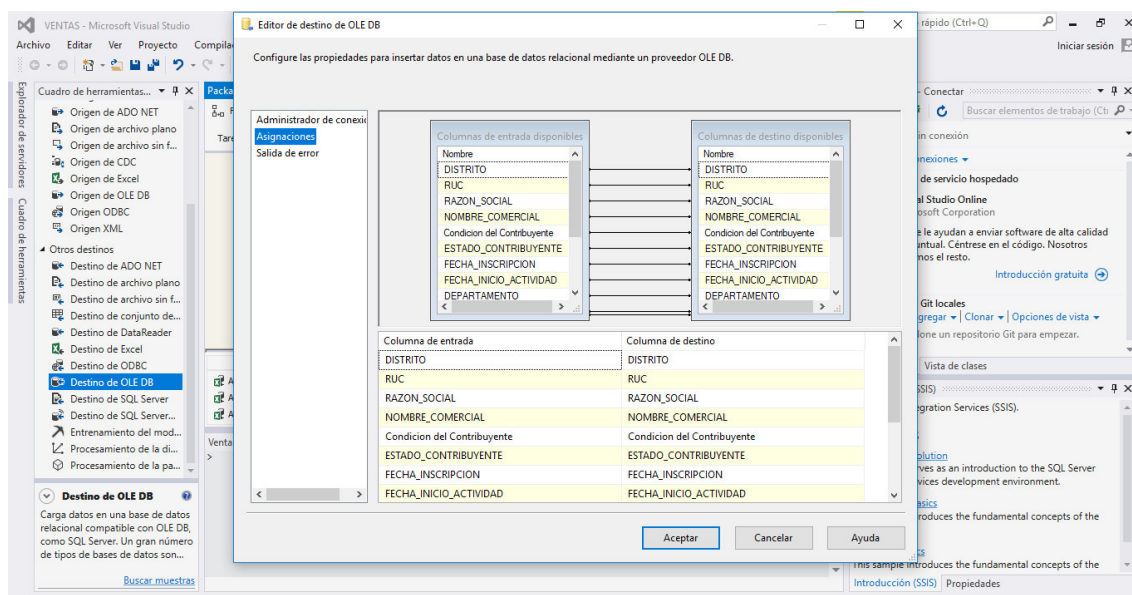 VENTAS - Microsoft Visual Studio
Archivo Editar Ver Proyecto Compila
Explorador de servidores
Cuadro de herramientas
Cuadro de herramientas...
Origen de ADO NET
Origen de archivo plano
Origen de archivo sin f...
Origen de CDC
Origen de Excel
Origen de OLE DB
Origen ODBC
Origen XML
Otros destinos
Destino de ADO NET
Destino de archivo plano
Destino de archivo sin f...
Destino de conjunto de...
Destino de DataReader
Destino de Excel
Destino de ODBC
Destino de OLE DB
Destino de SQL Server
Destino de SQL Server...
Entrenamiento del mod...
Procesamiento de la di...
Procesamiento de la pa...
Destino de OLE DB
Carga datos en una base de datos
relacional compatible con OLE DB,
como SQL Server. Un gran número
de tipos de bases de datos son...
Buscar muestras
Packa
F
Tare
A
A
A
Venta
Editor de destino de OLE DB
Configure las propiedades para insertar datos en una base de datos relacional mediante un proveedor OLE DB.
Administrador de conexi
Asignaciones
Salida de error
Columnas de entrada disponibles
Nombre
DISTRITO
RUC
RAZON_SOCIAL
NOMBRE_COMERCIAL
Condicion del Contribuyente
ESTADO_CONTRIBUYENTE
FECHA_INSCRIPCION
FECHA_INICIO_ACTIVIDAD
DEPARTAMENTO
Columnas de destino disponibles
Nombre
DISTRITO
RUC
RAZON_SOCIAL
NOMBRE_COMERCIAL
Condicion del Contribuyente
ESTADO_CONTRIBUYENTE
FECHA_INSCRIPCION
FECHA_INICIO_ACTIVIDAD
DEPARTAMENTO
Columna de entrada Columna de destino
DISTRITO DISTRITO
RUC RUC
RAZON_SOCIAL RAZON_SOCIAL
NOMBRE_COMERCIAL NOMBRE_COMERCIAL
Condicion del Contribuyente Condicion del Contribuyente
ESTADO_CONTRIBUYENTE ESTADO_CONTRIBUYENTE
FECHA_INSCRIPCION FECHA_INSCRIPCION
FECHA_INICIO_ACTIVIDAD FECHA_INICIO_ACTIVIDAD
Aceptar Cancelar Ayuda
rápido (Ctrl+Q)
Iniciar sesión
- Conectar
Buscar elementos de trabajo (Ct
in conexión
nexiones
de servicio hospedado
al Studio Online
osoft Corporation
e le ayudan a enviar software de alta calidad
untual. Céntrese en el código. Nosotros
mos el resto.
Introducción gratuita
Git locales
gregar Clonar Opciones de vista
lone un repositorio Git para empezar.
Vista de clases
SSIS)
egration Services (SSIS).
olution
rves as an introduction to the SQL Server
vices development environment.
asics
roduces the fundamental concepts of the
cs
This sample introduces the fundamental concepts of the
Introducción (SSIS) Propiedades